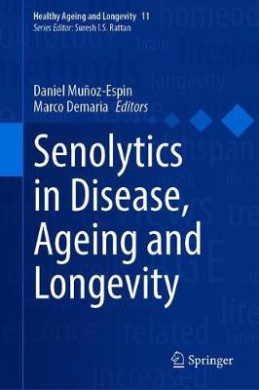 Healthy Ageing and Longevity 11
Series Editor: Suresh I.S. Rattan
Daniel Muñoz-Espin
Marco Demaria Editors
Senolytics
in Disease,
Ageing and
Longevity
Springer